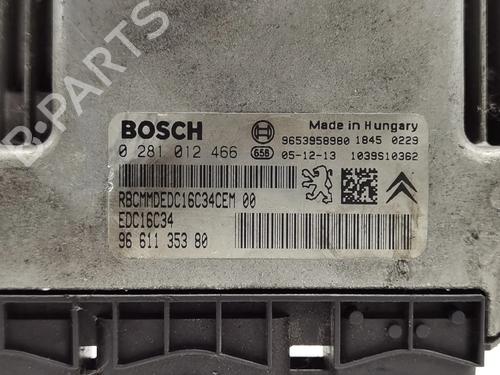 BOSCH
Made in Hungary
9653958980 1845 0229
0 281 012 466
65B
05-12-13
1039S10362
RBCMMDEDC16C34CEM 00
EDC16C34
96 611 353 80
B-PARTS